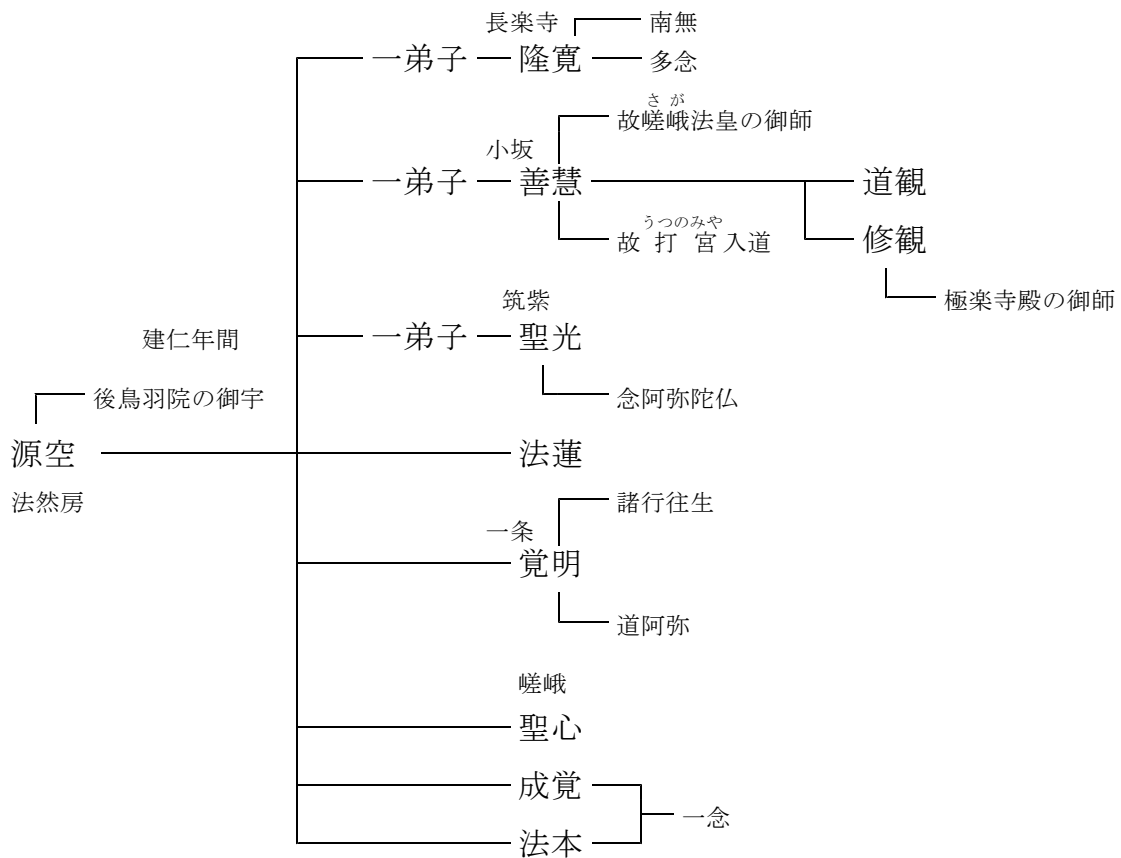 長楽寺 南無
一弟子 隆寛 多念
さが
故嵯峨法皇の御師
小坂
一弟子 善慧 道観
うつのみや
故打宮入道 修観
極楽寺殿の御師
筑紫
一弟子 聖光
建仁年間
後鳥羽院の御宇 念阿弥陀仏
源空 法蓮
法然房 諸行往生
一条
覚明
道阿弥
嵯峨
聖心
成覚
一念
法本